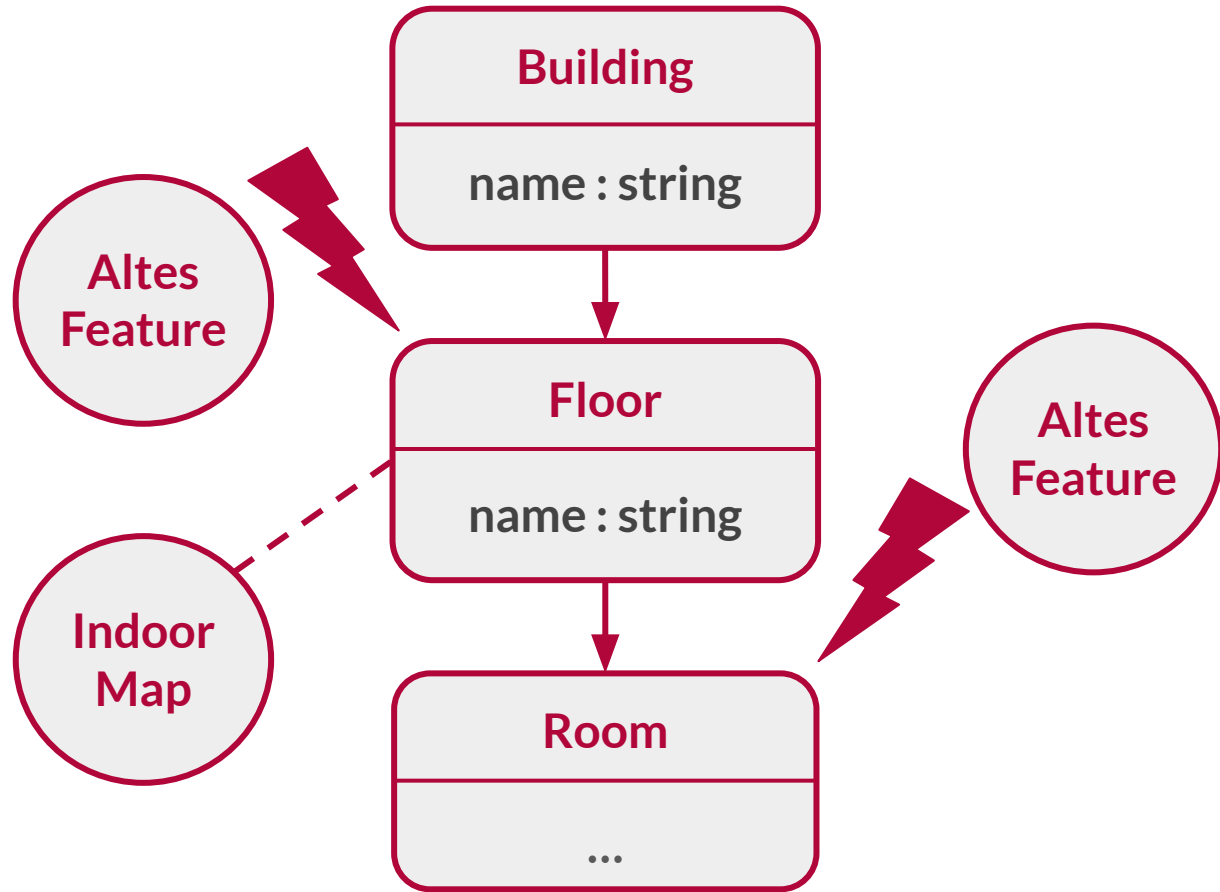 Building
name : string
Altes
Feature
Floor
name : string
Altes
Feature
Indoor
Map
Room
...